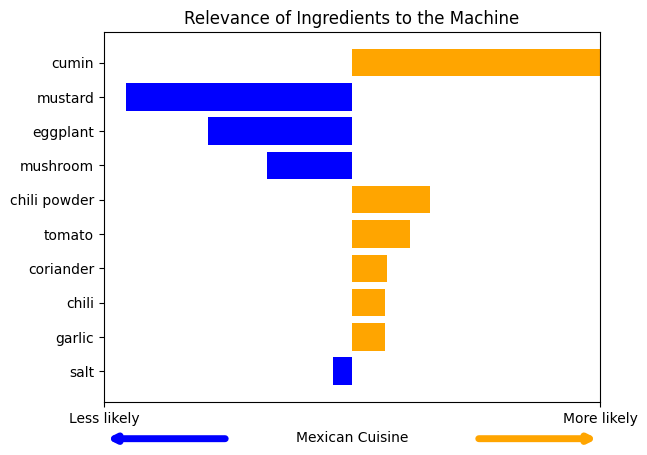 Relevance of Ingredients to the Machine
cumin
mustard
eggplant
mushroom
chili powder
tomato
coriander
chili
garlic
salt
Less likely
More likely
Mexican Cuisine